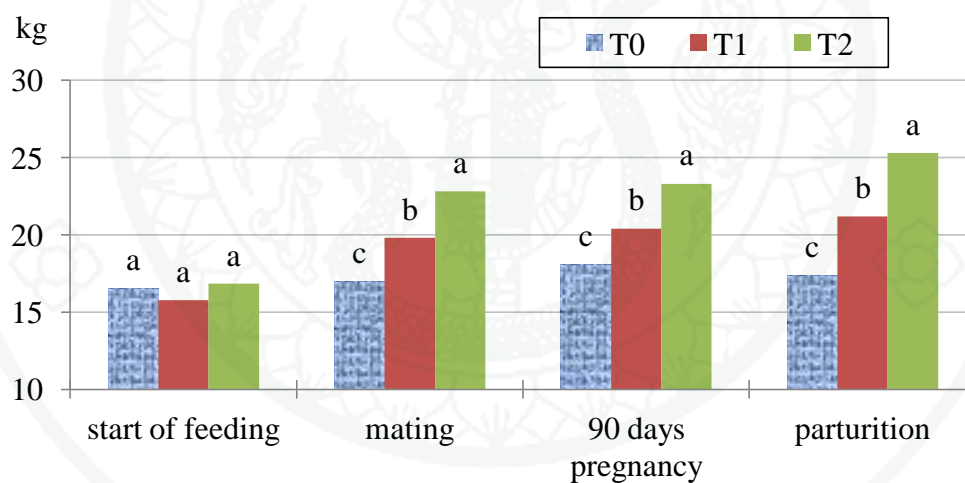 kg
T0 T1 T2
30
25
20
15
10
a a a
c b a
c b a
c b a
start of feeding
mating
90 days
pregnancy
parturition